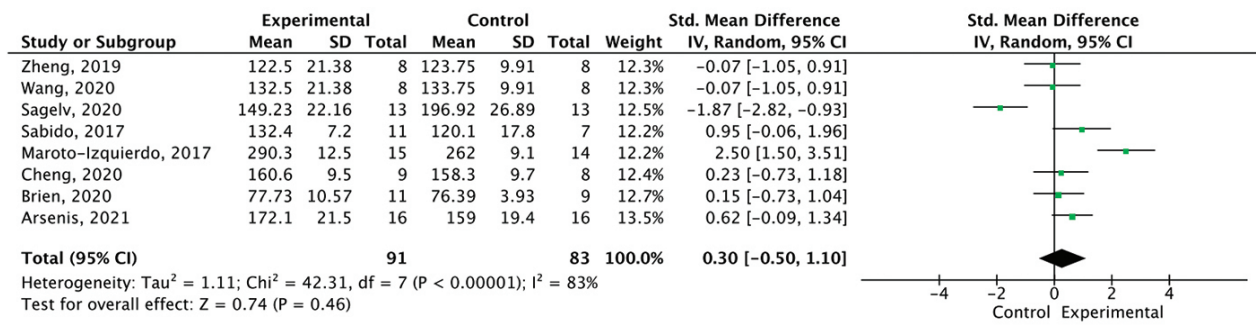 Experimental Control Std. Mean Difference Std. Mean Difference
Study or Subgroup Mean SD Total Mean SD Total Weight IV, Random, 95% CI IV, Random, 95% CI
Zheng, 2019 122.5 21.38 8 123.75 9.91 8 12.3% −0.07 [−1.05, 0.91]
Wang, 2020 132.5 21.38 8 133.75 9.91 8 12.3% −0.07 [−1.05, 0.91]
Sagelv, 2020 149.23 22.16 13 196.92 26.89 13 12.5% −1.87 [−2.82, −0.93]
Sabido, 2017 132.4 7.2 11 120.1 17.8 7 12.2% 0.95 [−0.06, 1.96]
Maroto−Izquierdo, 2017 290.3 12.5 15 262 9.1 14 12.2% 2.50 [1.50, 3.51]
Cheng, 2020 160.6 9.5 9 158.3 9.7 8 12.4% 0.23 [−0.73, 1.18]
Brien, 2020 77.73 10.57 11 76.39 3.93 9 12.7% 0.15 [−0.73, 1.04]
Arsenis, 2021 172.1 21.5 16 159 19.4 16 13.5% 0.62 [−0.09, 1.34]
Total (95% CI) 91 83 100.0% 0.30 [−0.50, 1.10]
Heterogeneity: Tau² = 1.11; Chi² = 42.31, df = 7 (P < 0.00001); I² = 83%
Test for overall effect: Z = 0.74 (P = 0.46)
−4 −2 0 2 4
Control Experimental